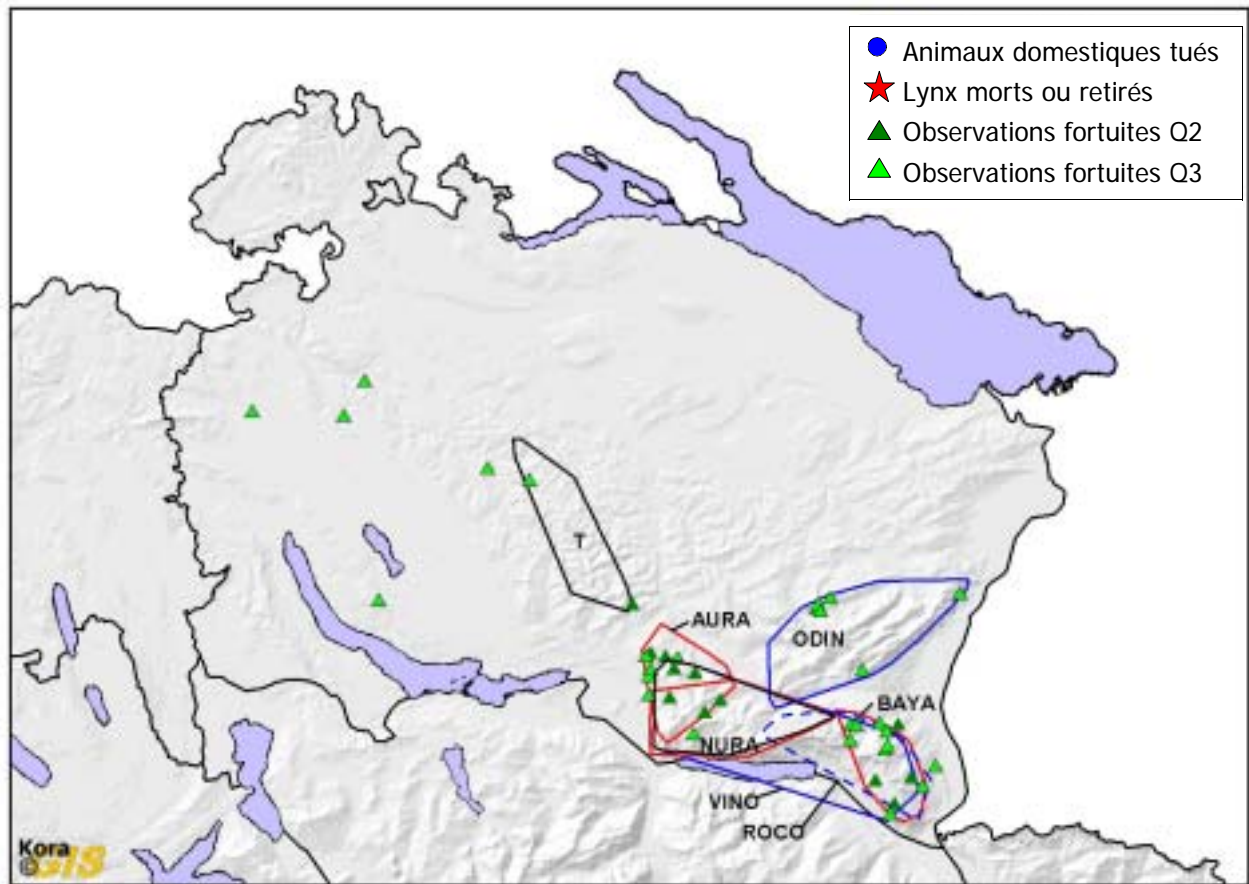 Animaux domestiques tués
Lynx morts ou retirés
Observations fortuites Q2
Observations fortuites Q3
T
AURA
ODIN
BAYA
NURA
VINO
ROCO
Kora
©GIS